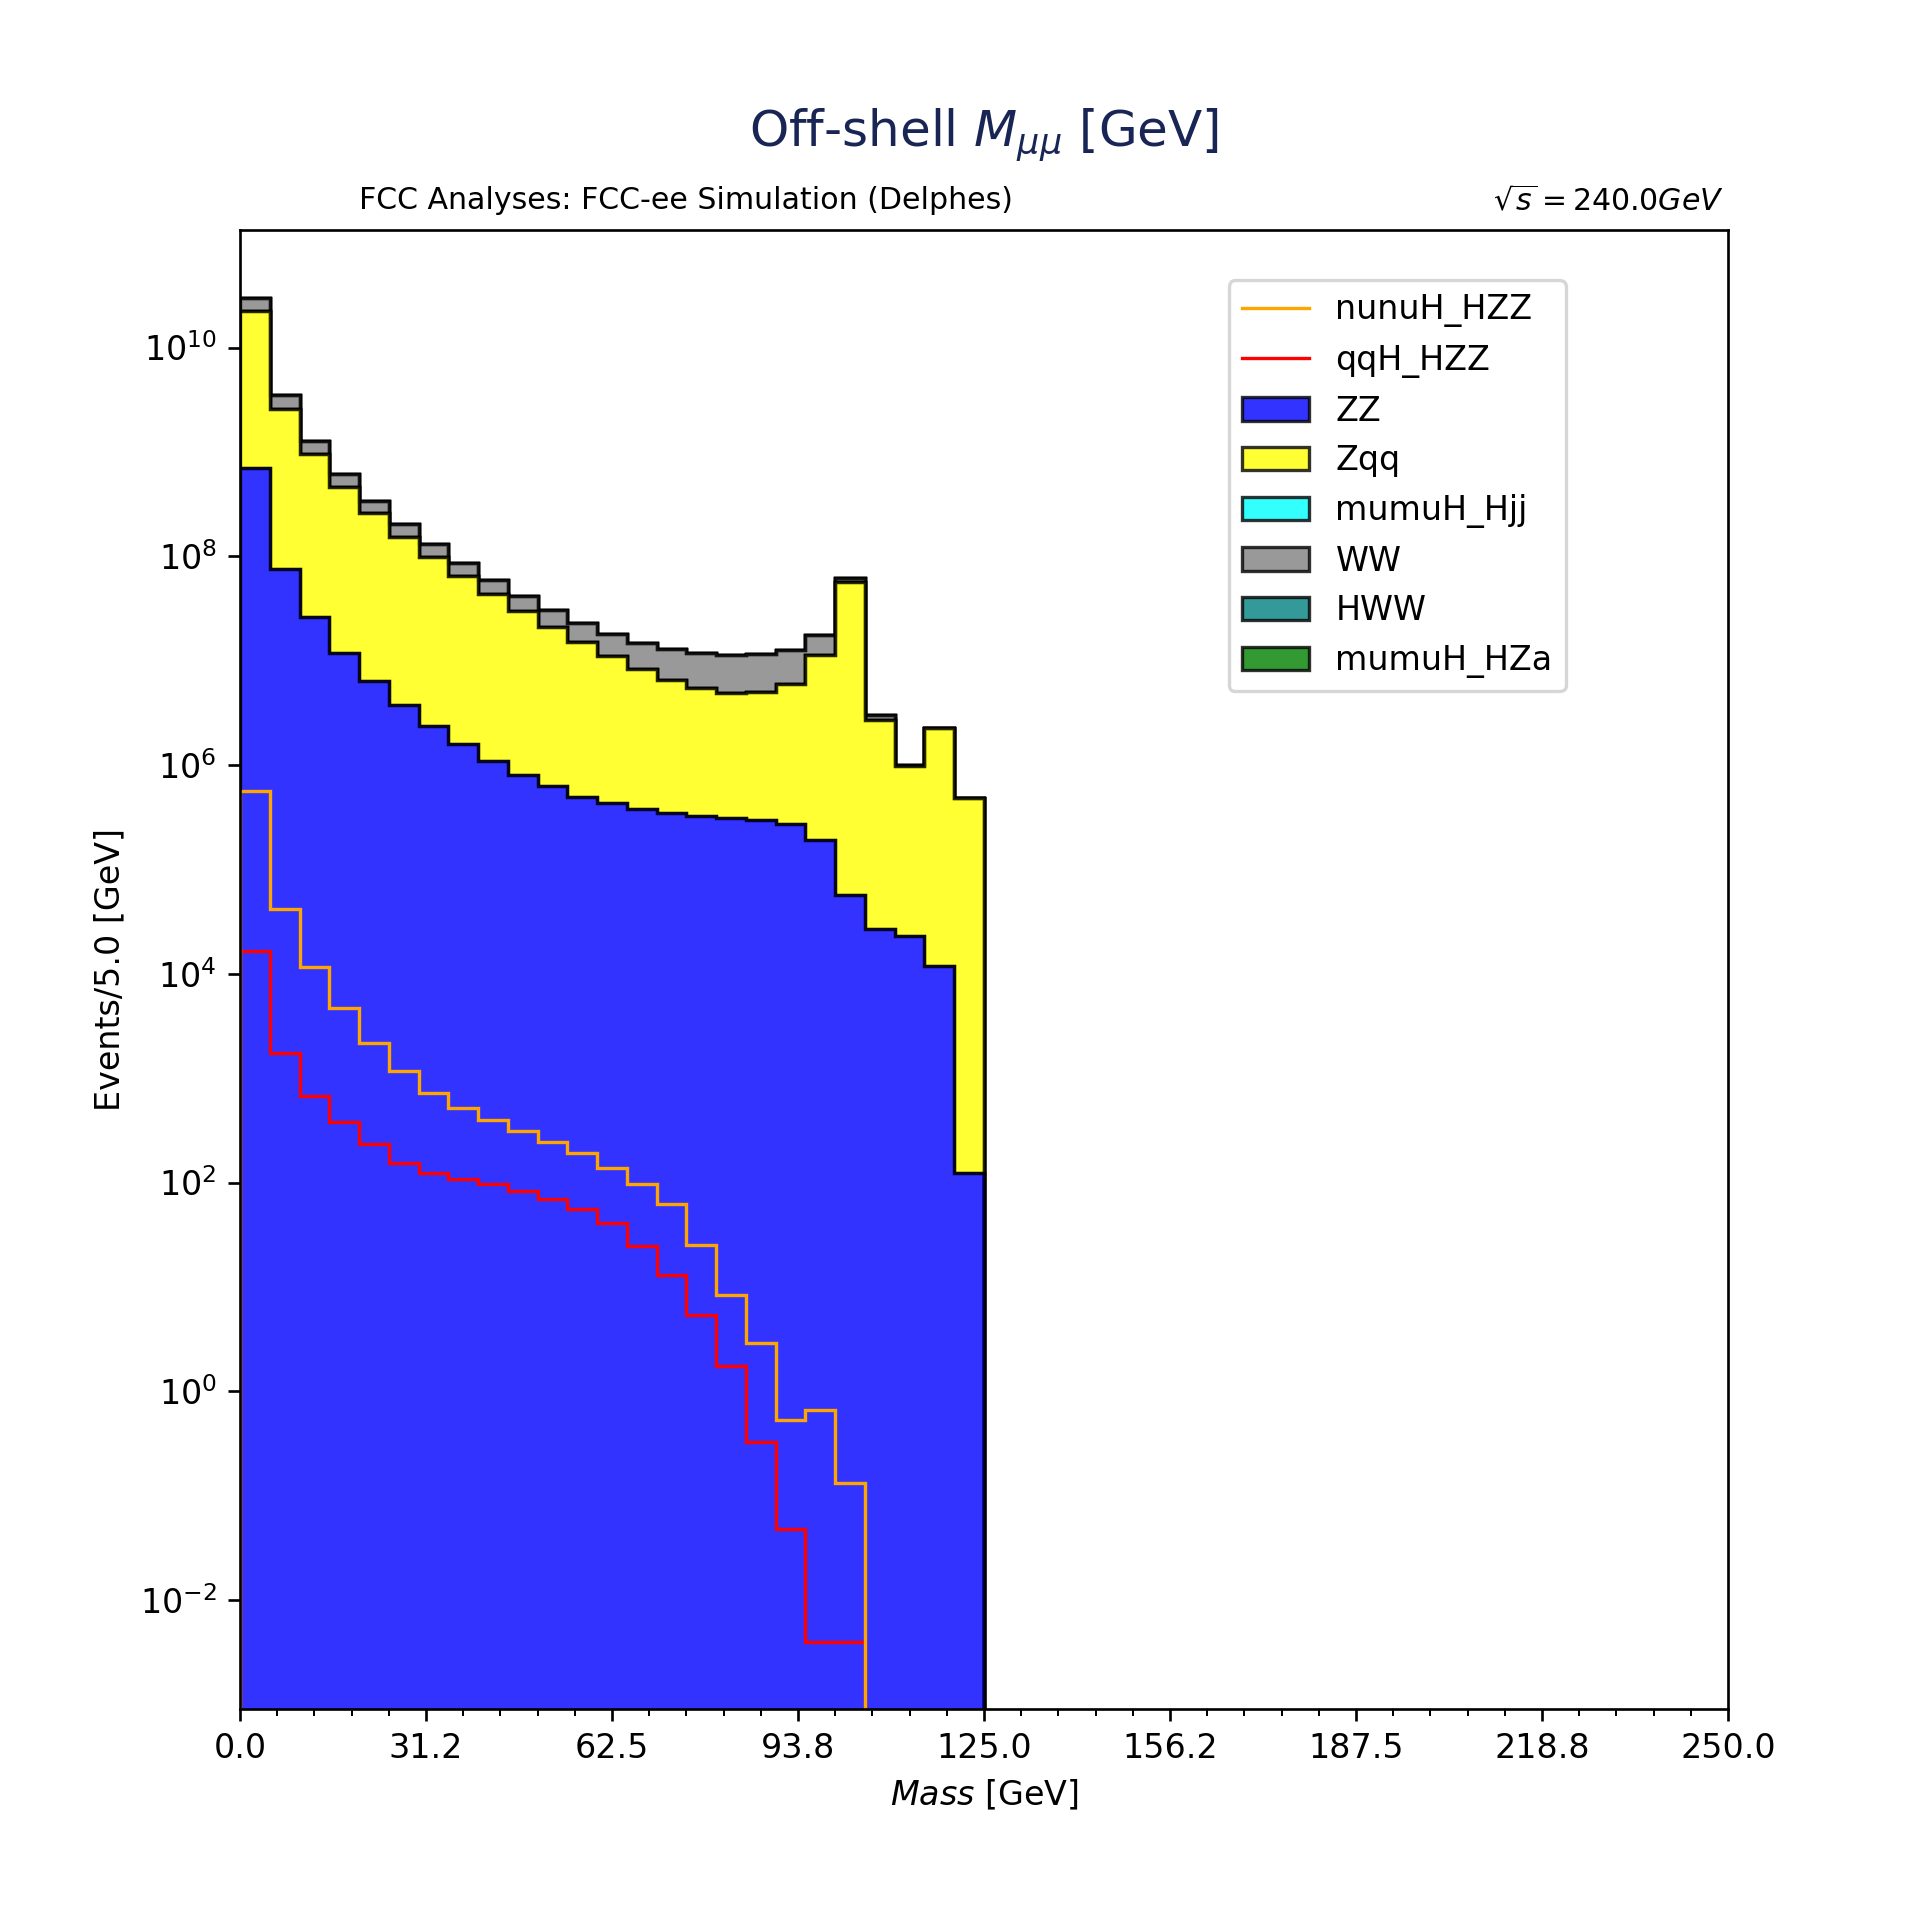 Off-shell $M_{\mu\mu}$ [GeV]
FCC Analyses: FCC-ee Simulation (Delphes)
$\sqrt{s} = 240.0GeV$
nunuH_HZZ
qqH_HZZ
ZZ
Zqq
mumuH_Hjj
WW
HWW
mumuH_HZa
$10^{10}$
$10^{8}$
$10^{6}$
$10^{4}$
$10^{2}$
$10^{0}$
$10^{-2}$
Events/5.0 [GeV]
0.0 31.2 62.5 93.8 125.0 156.2 187.5 218.8 250.0
Mass [GeV]